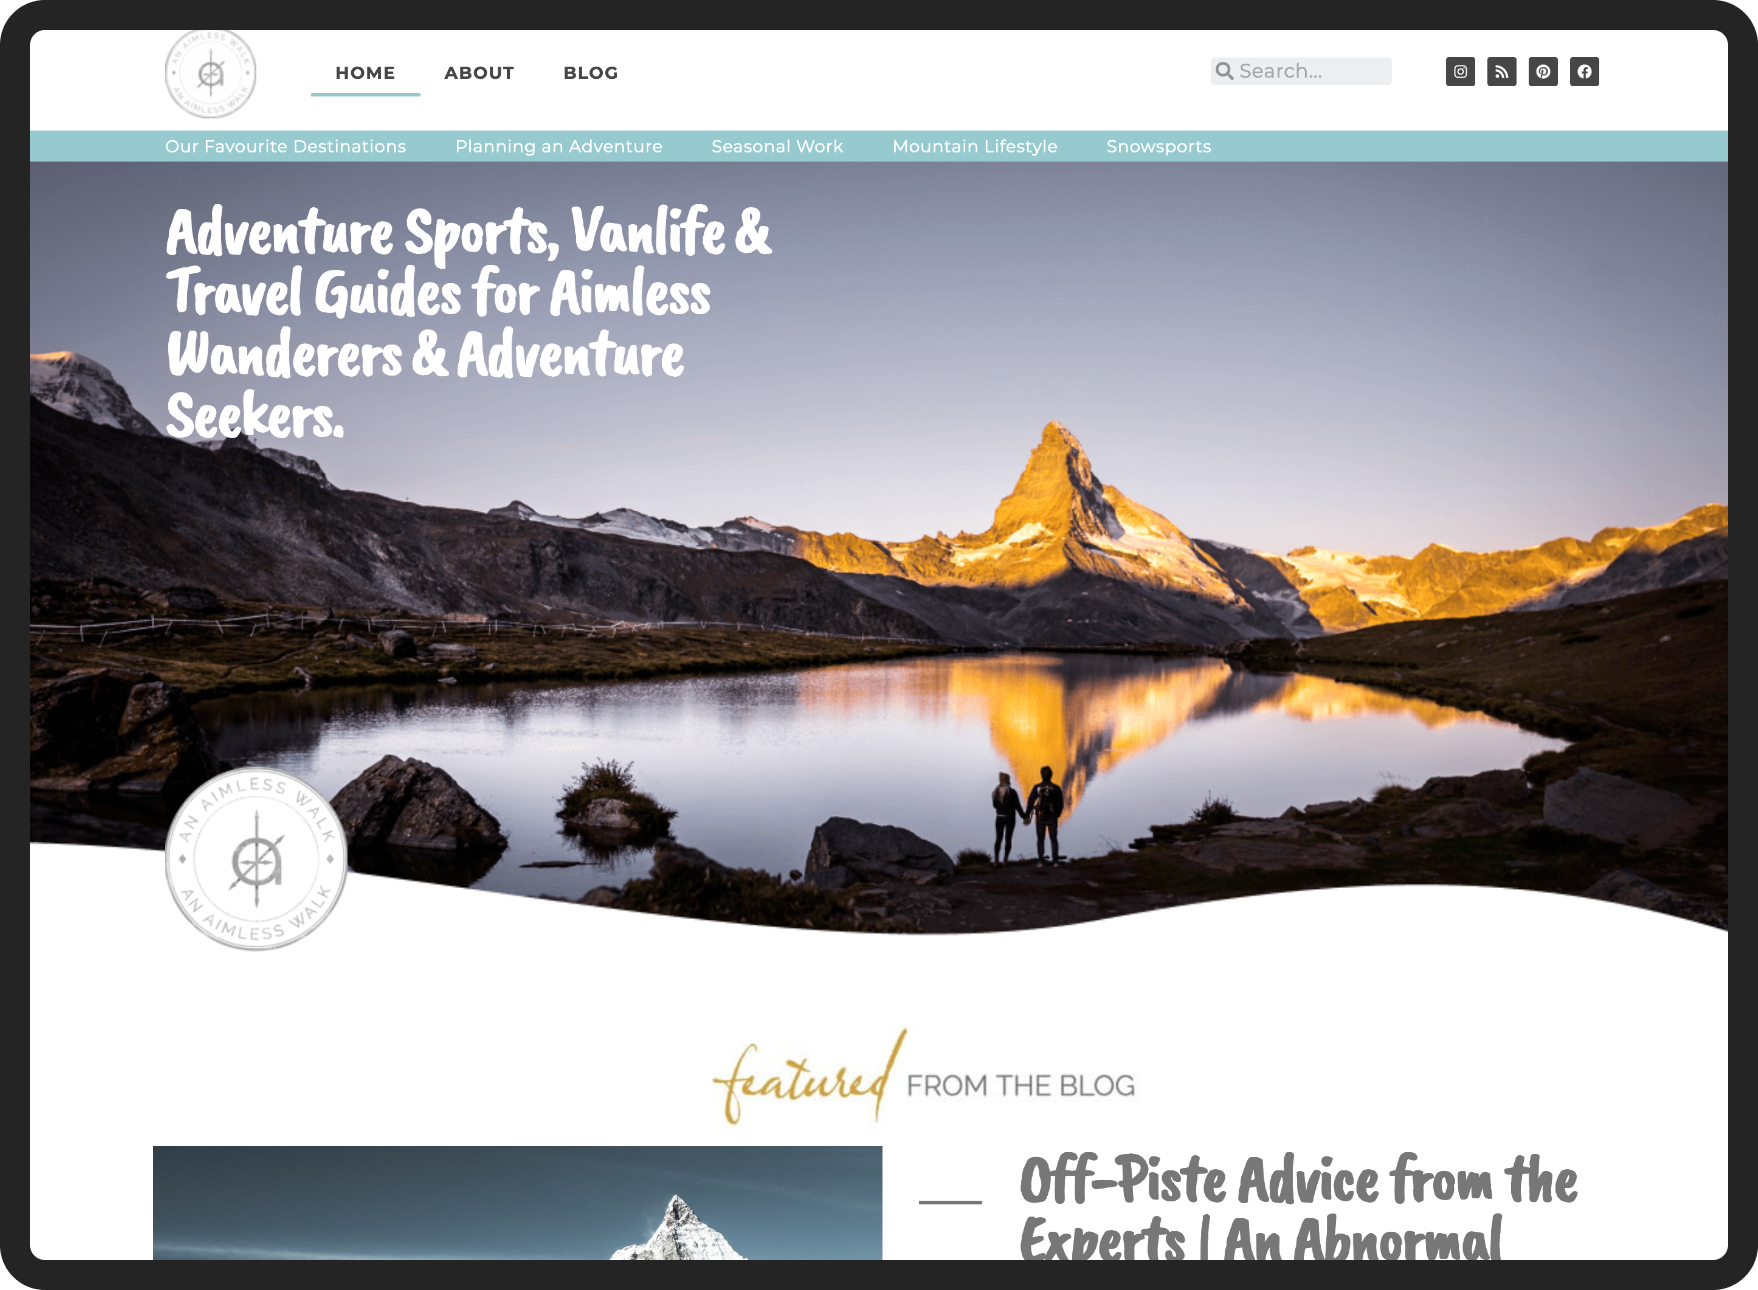 AN AIMLESS WALK
AN AIMLESS WALK
HOME ABOUT BLOG
Search...
Our Favourite Destinations Planning an Adventure Seasonal Work Mountain Lifestyle Snowsports
Adventure Sports, Vanlife &
Travel Guides for Aimless
Wanderers & Adventure
Seekers.
AN AIMLESS WALK
AN AIMLESS WALK
featured FROM THE BLOG
Off-Piste Advice from the
Experts | An Abnormal